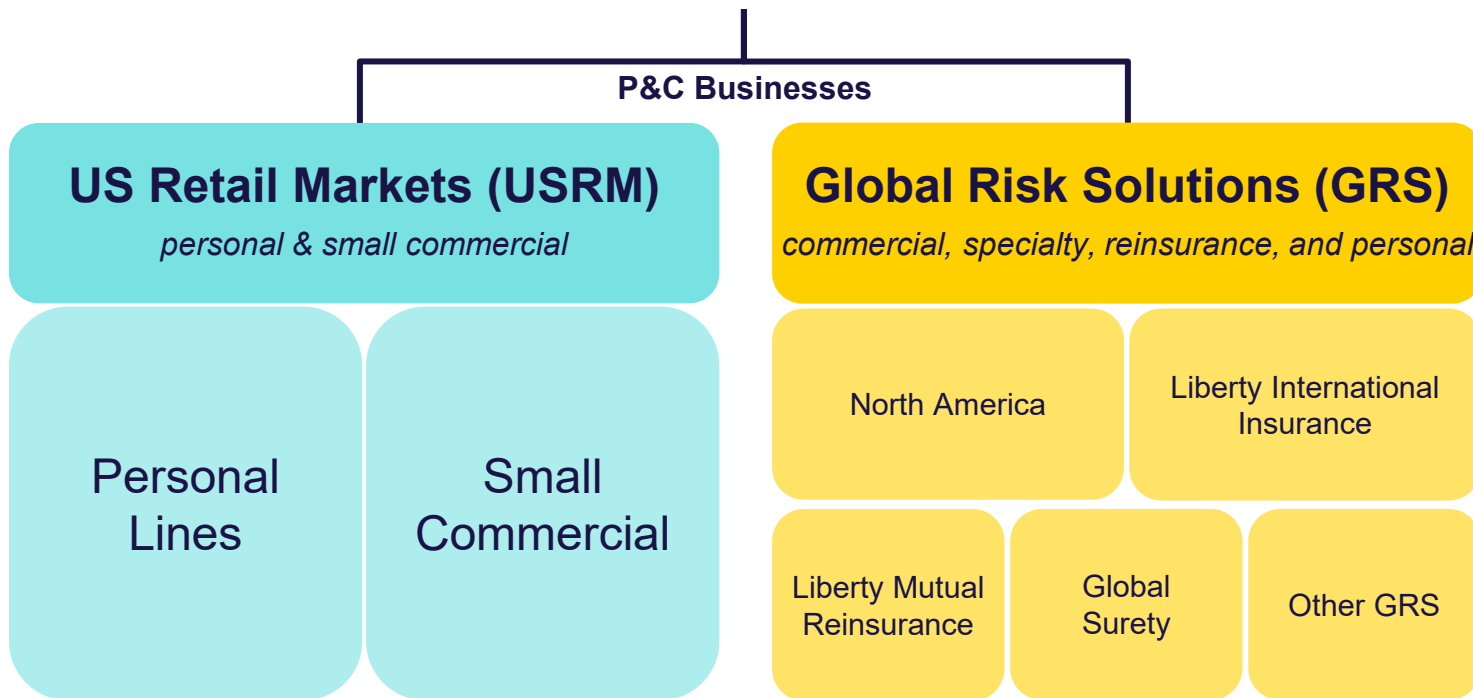 P&C Businesses
US Retail Markets (USRM)
personal & small commercial
Global Risk Solutions (GRS)
commercial, specialty, reinsurance, and personal
Personal
Lines
Small
Commercial
North America
Liberty International
Insurance
Liberty Mutual
Reinsurance
Global
Surety
Other GRS